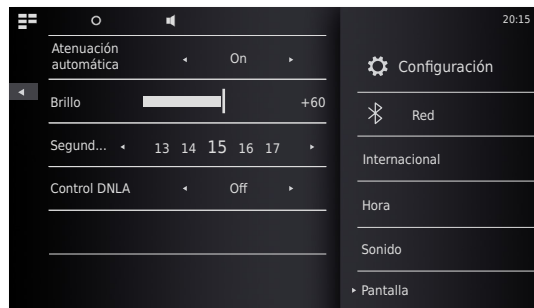 20:15
Atenuación
automática
On
Brillo
+60
Segund...
13 14 15 16 17
Control DNLA
Off
Configuración
Red
Internacional
Hora
Sonido
Pantalla